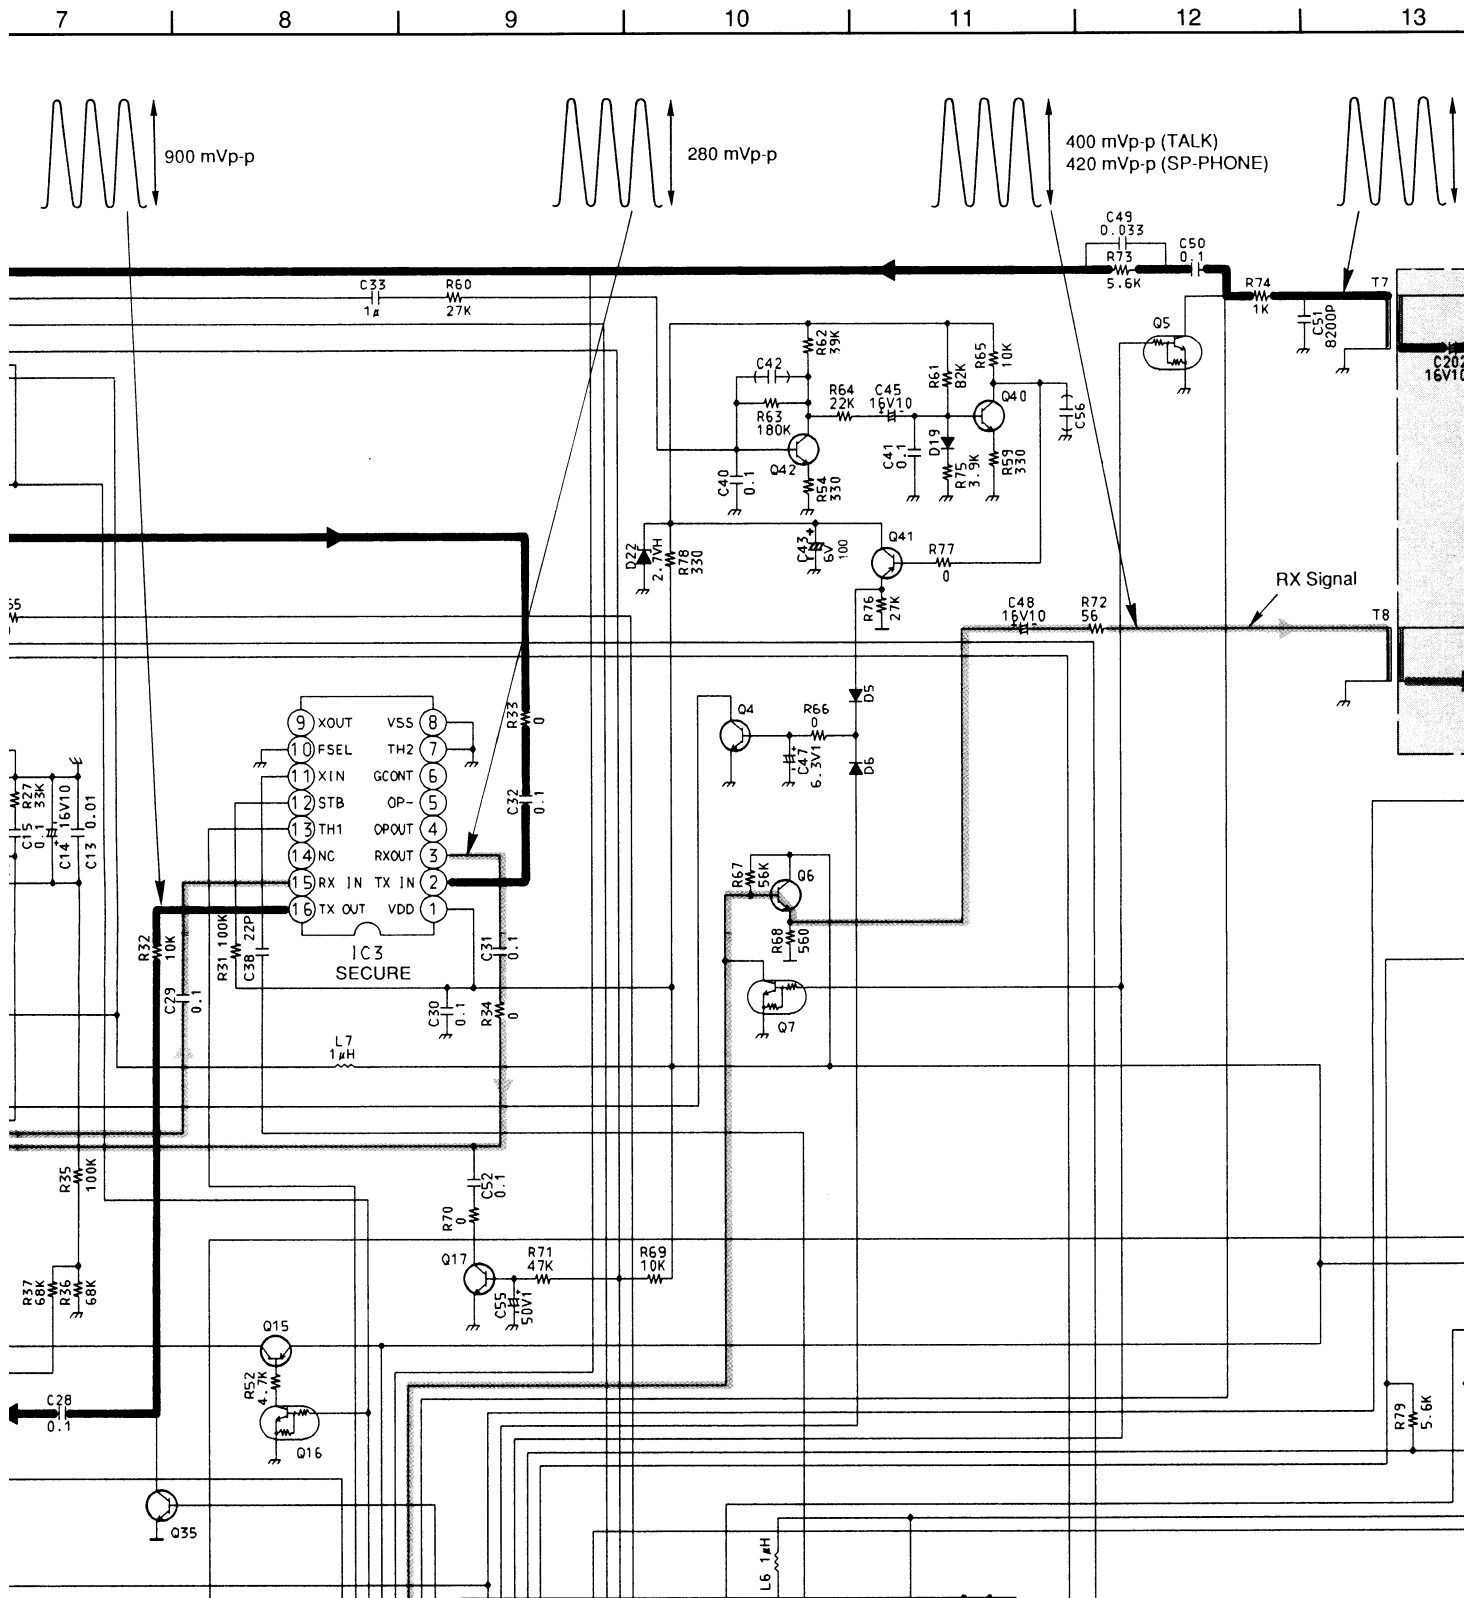 7 8 9 10 11 12 13
900 mVp-p
280 mVp-p
400 mVp-p (TALK)
420 mVp-p (SP-PHONE)
C49
0.033
C50
0.1
R73
5.6K
R74
1K
T7
C51
8200P
C33
1μ
R60
27K
Q5
C202
16V10
R62
39K
R65
10K
C42
R61
82K
R64
22K
C45
16V10
Q40
C56
R63
180K
Q42
C40
0.1
R54
330
C41
0.1
D19
R75
3.9K
R59
330
D22
2.7VH
R78
330
C43
6V
100
Q41
R77
0
R76
27K
RX Signal
C48
16V10
R72
56
T8
R33
0
D5
Q4
R66
0
C47
6.3V1
D6
9 XOUT VSS 8
10 FSEL TH2 7
11 XIN GCONT 6
12 STB OP- 5
13 TH1 OPOUT 4
14 NC RXOUT 3
15 RX IN TX IN 2
16 TX OUT VDD 1
IC3
SECURE
C32
0.1
R27
33K
C15
0.1
C14
16V10
C13
0.01
R67
56K
Q6
R68
560
R32
10K
R31
100K
C38
22P
C31
0.1
C29
0.1
C30
0.1
R34
0
Q7
L7
1μH
R35
100K
C52
0.1
R70
0
Q17
R71
47K
R69
10K
R37
68K
R36
68K
C55
50V1
Q15
R52
4.7K
C28
0.1
Q16
R79
5.6K
Q35
L6 1μH